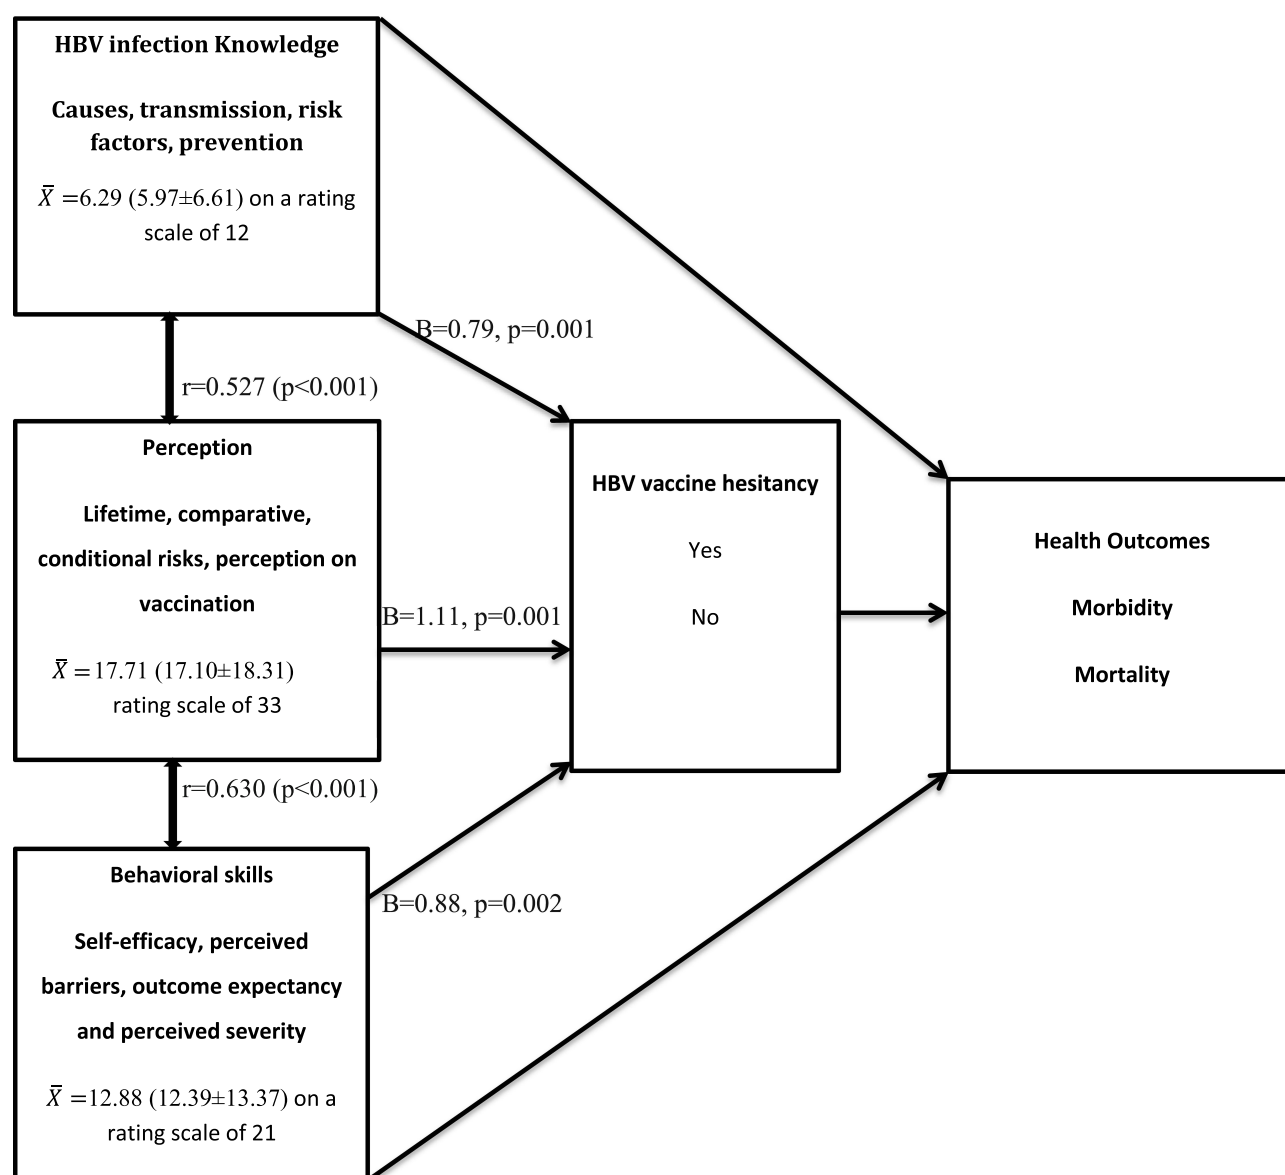 HBV infection Knowledge
Causes, transmission, risk
factors, prevention
X̄ =6.29 (5.97±6.61) on a rating
scale of 12
B=0.79, p=0.001
r=0.527 (p<0.001)
Perception
Lifetime, comparative,
conditional risks, perception on
vaccination
X̄ =17.71 (17.10±18.31)
rating scale of 33
B=1.11, p=0.001
HBV vaccine hesitancy
Yes
No
Health Outcomes
Morbidity
Mortality
r=0.630 (p<0.001)
Behavioral skills
Self-efficacy, perceived
barriers, outcome expectancy
and perceived severity
X̄ =12.88 (12.39±13.37) on a
rating scale of 21
B=0.88, p=0.002